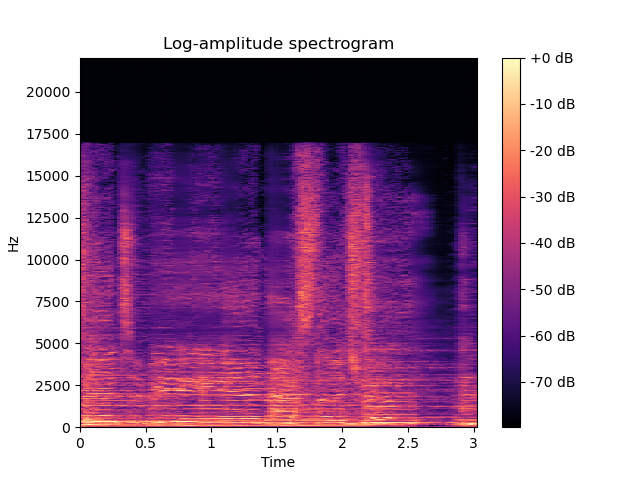 Log-amplitude spectrogram
Hz
20000
17500
15000
12500
10000
7500
5000
2500
0
0 0.5 1 1.5 2 2.5 3
Time
+0 dB
-10 dB
-20 dB
-30 dB
-40 dB
-50 dB
-60 dB
-70 dB